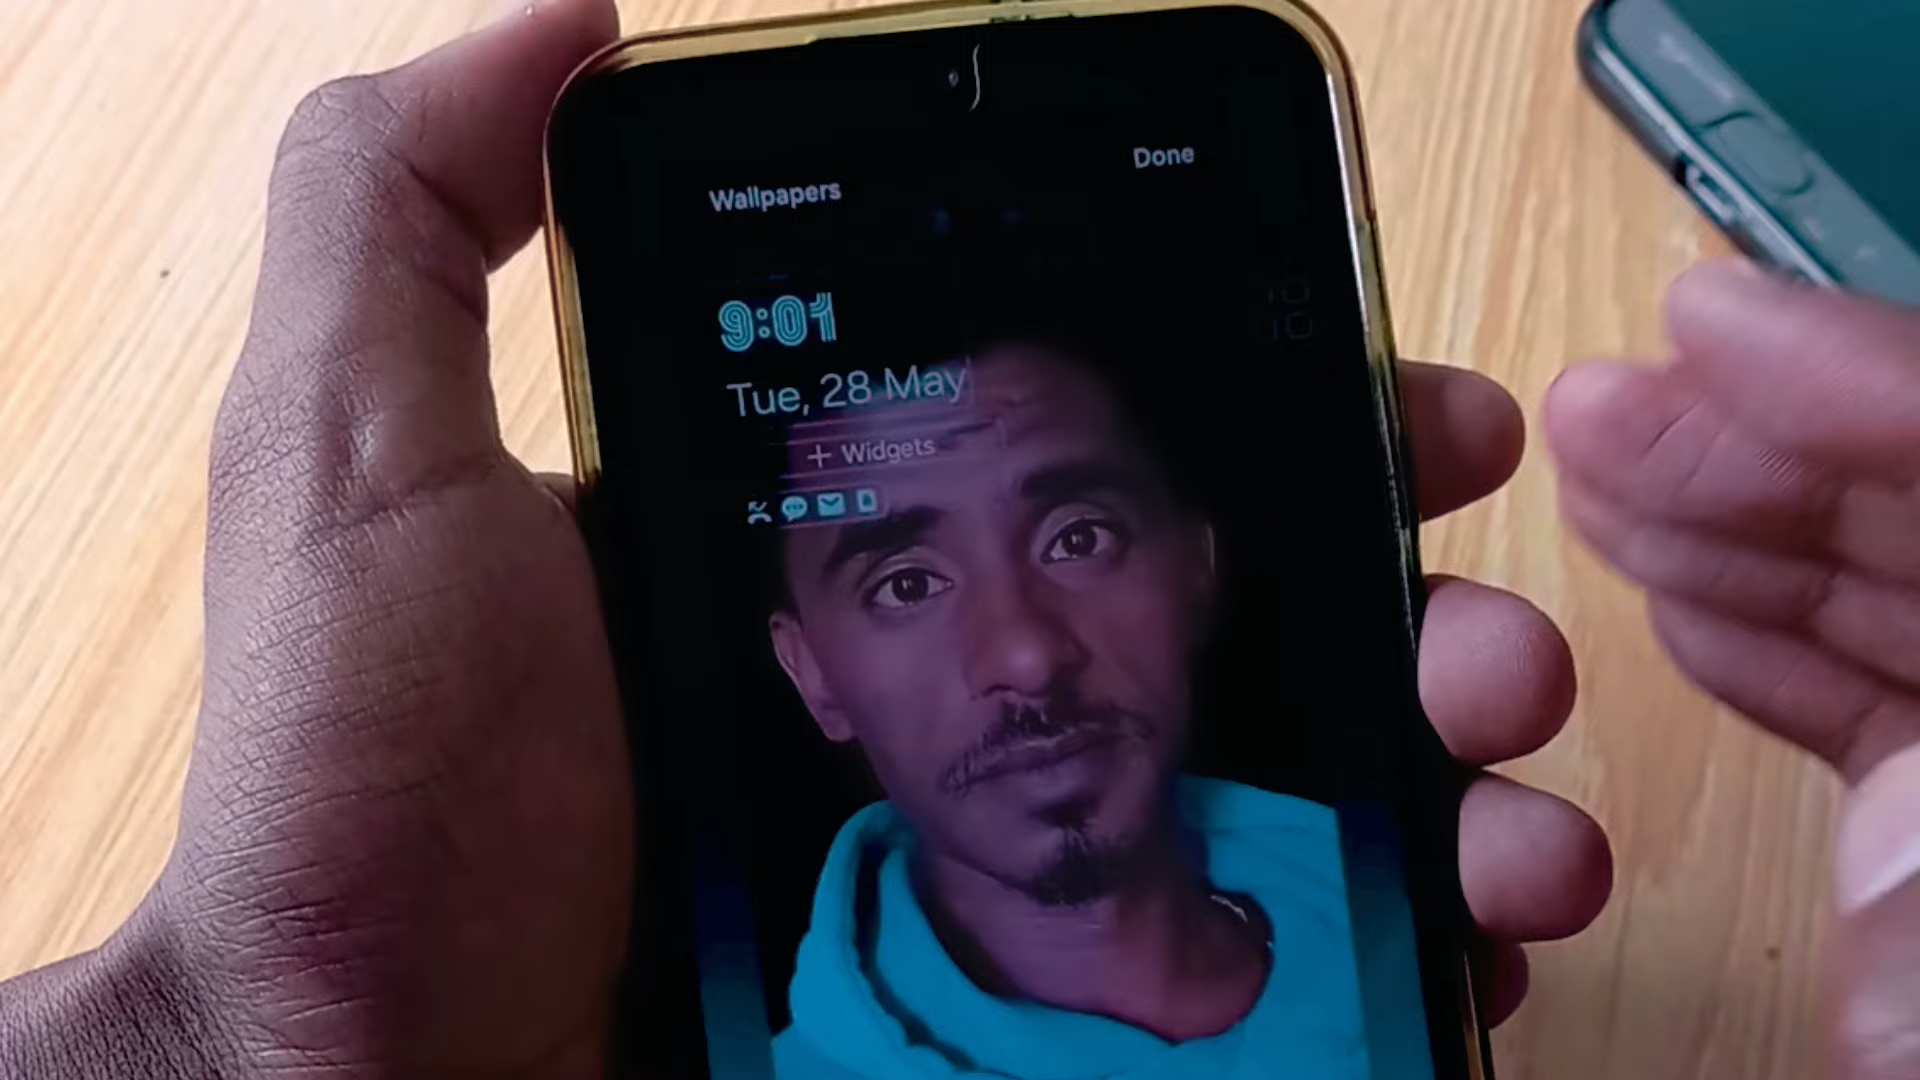 Done
Wallpapers
9:01
Tue, 28 May
+ Widgets